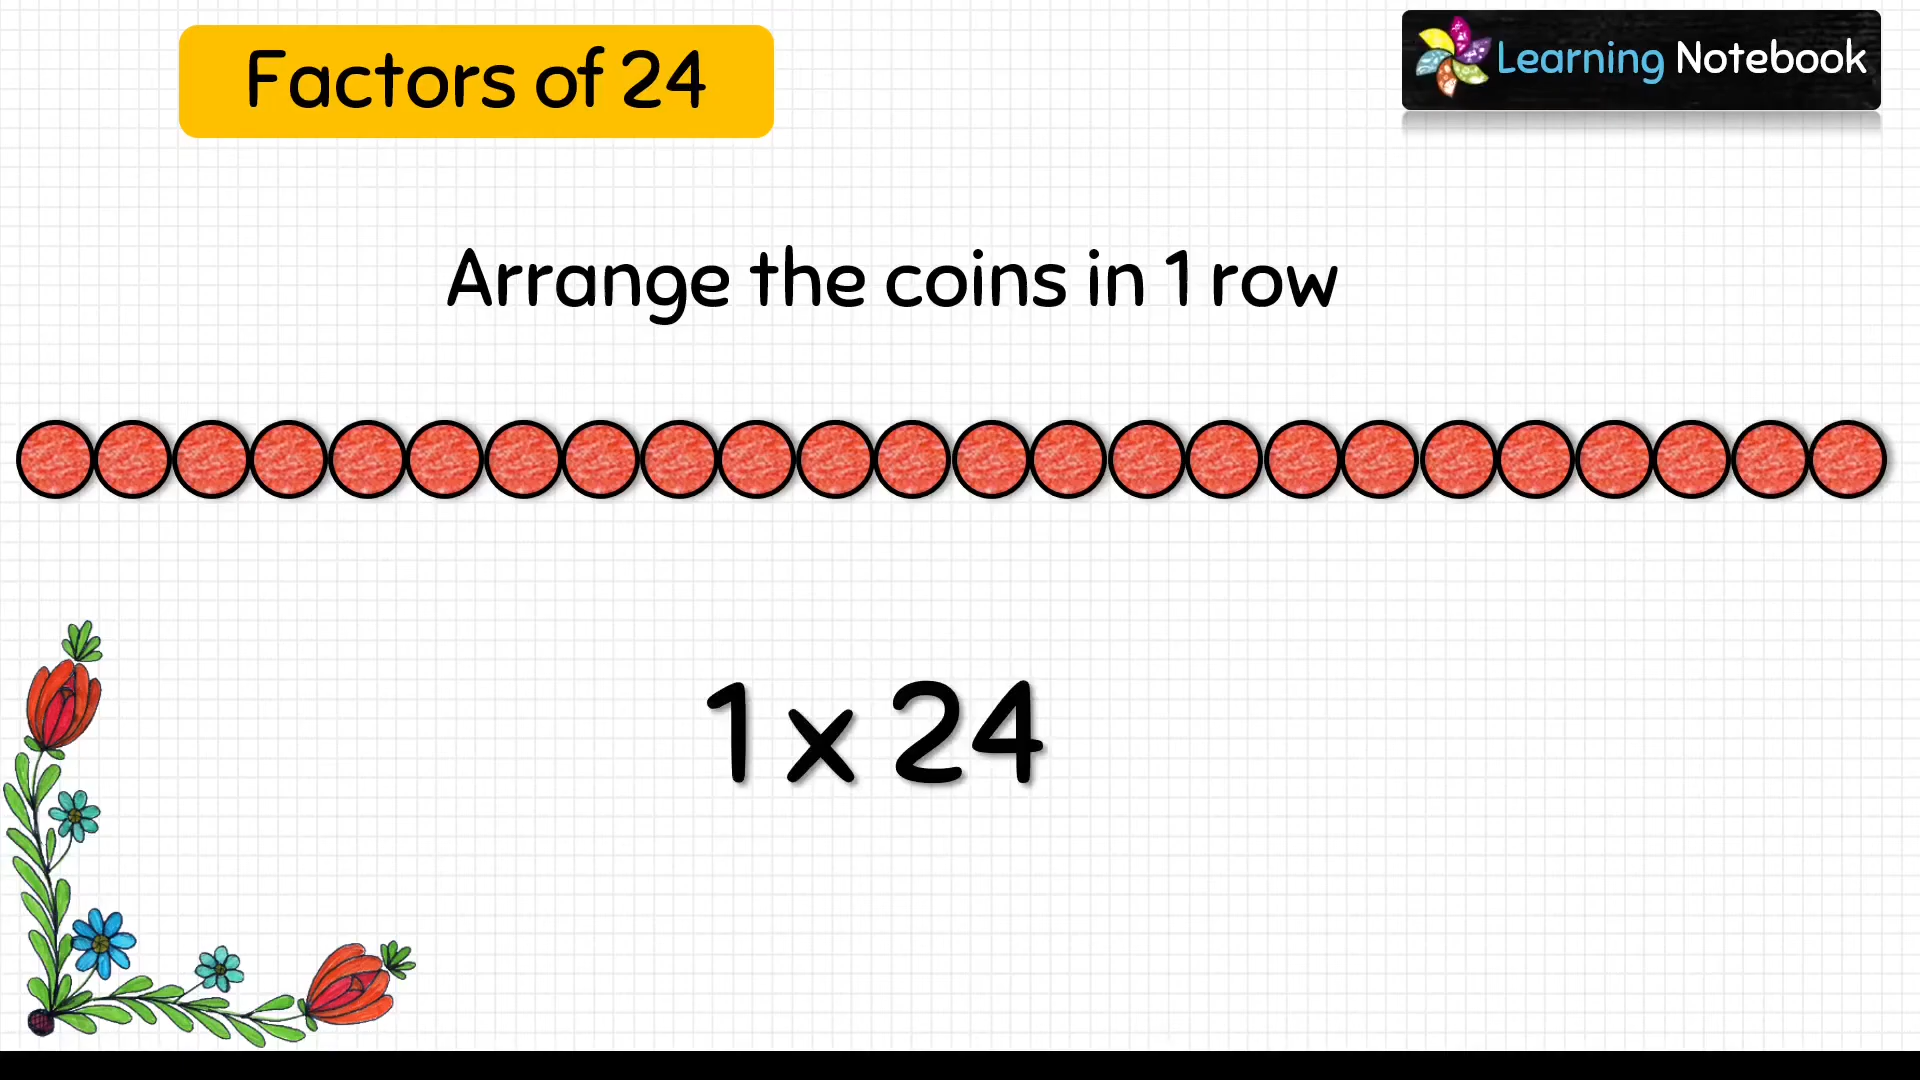 Factors of 24
Learning Notebook
Arrange the coins in 1 row
1 x 24